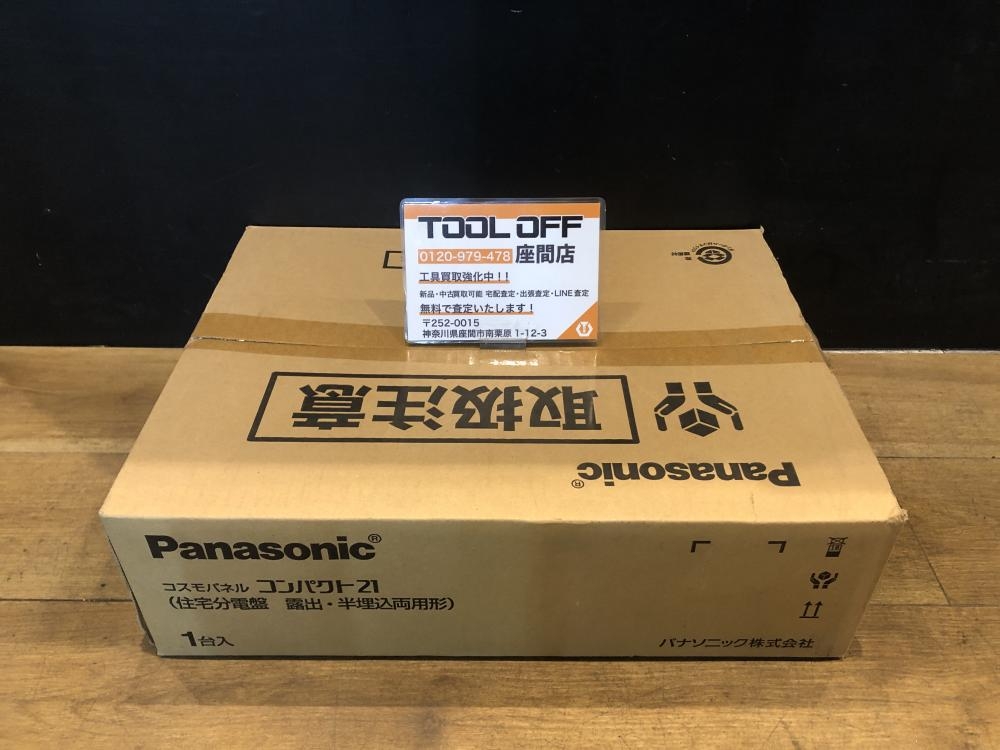 TOOL OFF
0120-979-478 座間店
工具買取強化中!!
新品・中古買取可能 宅配査定・出張査定・LINE査定
無料で査定いたします!
〒252-0015
神奈川県座間市南栗原 1-12-3
取扱注意
Panasonic®
Panasonic®
コスモパネル コンパクト21
(住宅分電盤 露出・半埋込両用形)
1台入
パナソニック株式会社